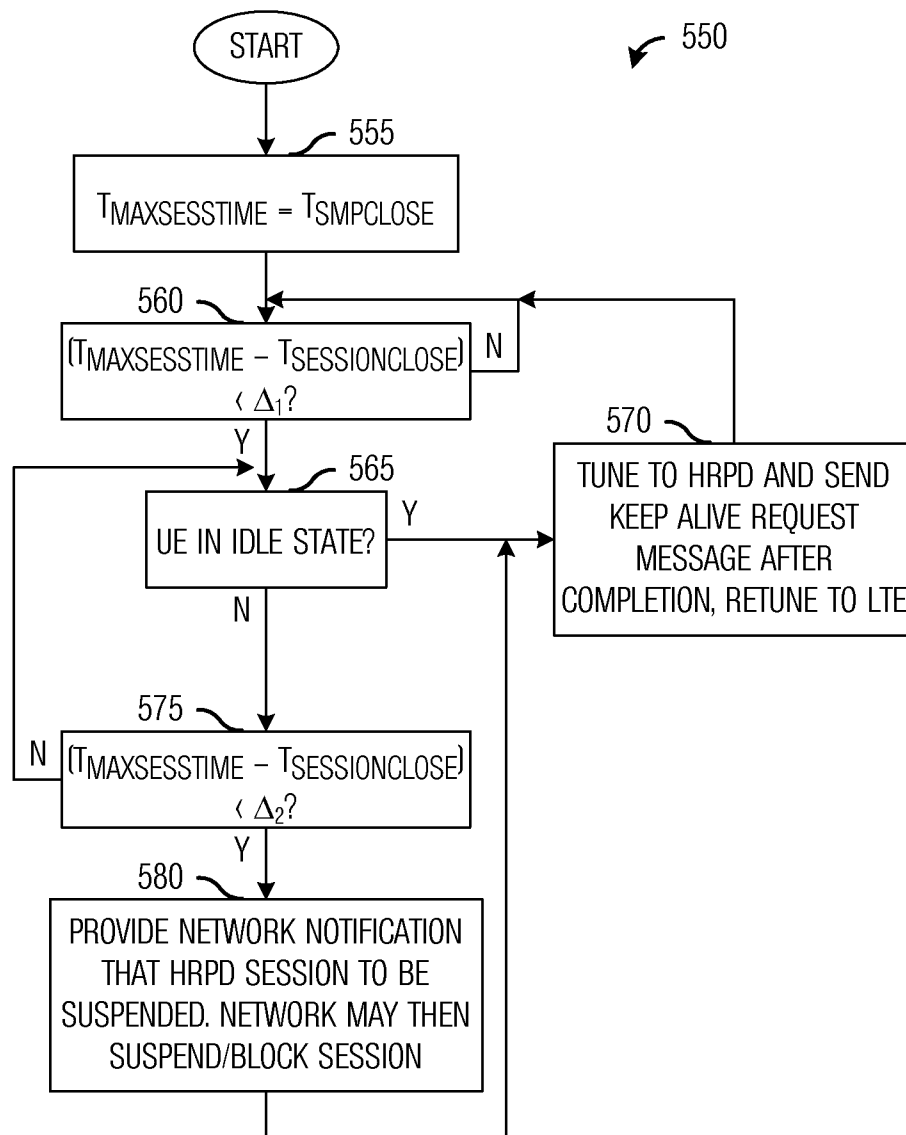 START
550
555
TMAXSESSTIME = TSMPCLOSE
560
(TMAXSESSTIME – TSESSIONCLOSE)
< Δ1?
N
Y
565
UE IN IDLE STATE?
Y
N
570
TUNE TO HRPD AND SEND
KEEP ALIVE REQUEST
MESSAGE AFTER
COMPLETION, RETUNE TO LTE
575
(TMAXSESSTIME – TSESSIONCLOSE)
< Δ2?
N
Y
580
PROVIDE NETWORK NOTIFICATION
THAT HRPD SESSION TO BE
SUSPENDED. NETWORK MAY THEN
SUSPEND/BLOCK SESSION